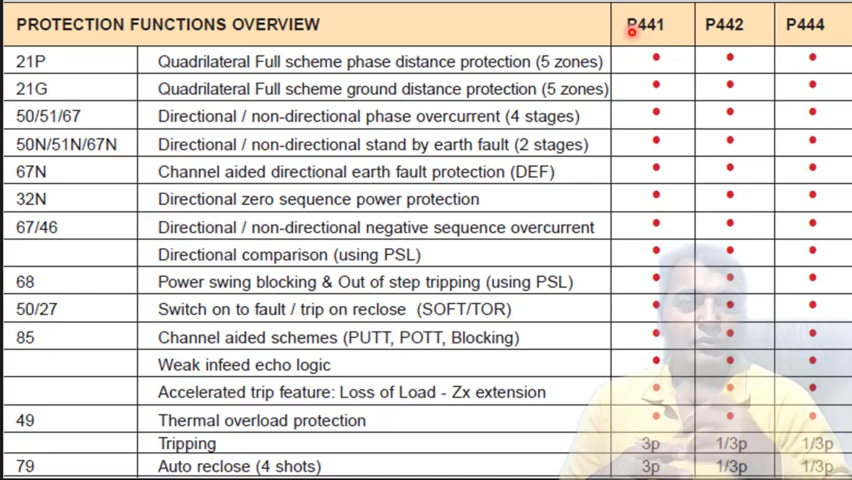 PROTECTION FUNCTIONS OVERVIEW P441 P442 P444
21P Quadrilateral Full scheme phase distance protection (5 zones)
21G Quadrilateral Full scheme ground distance protection (5 zones)
50/51/67 Directional / non-directional phase overcurrent (4 stages)
50N/51N/67N Directional / non-directional stand by earth fault (2 stages)
67N Channel aided directional earth fault protection (DEF)
32N Directional zero sequence power protection
67/46 Directional / non-directional negative sequence overcurrent
Directional comparison (using PSL)
68 Power swing blocking & Out of step tripping (using PSL)
50/27 Switch on to fault / trip on reclose (SOFT/TOR)
85 Channel aided schemes (PUTT, POTT, Blocking)
Weak infeed echo logic
Accelerated trip feature: Loss of Load - Zx extension
49 Thermal overload protection
Tripping 3p 1/3p 1/3p
79 Auto reclose (4 shots) 3p 1/3p 1/3p